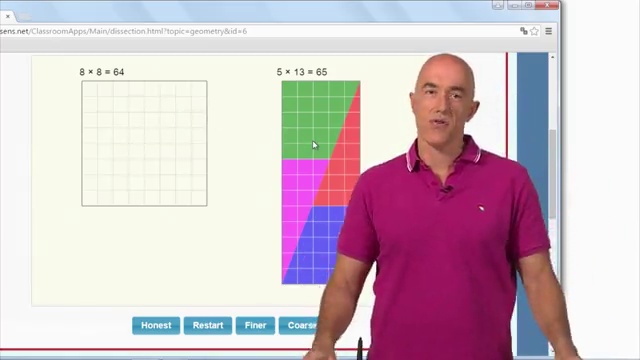 sens.net/ClassroomApps/Main/dissection.html?topic=geometry&id=6
8 × 8 = 64
5 × 13 = 65
Honest
Restart
Finer
Coarse